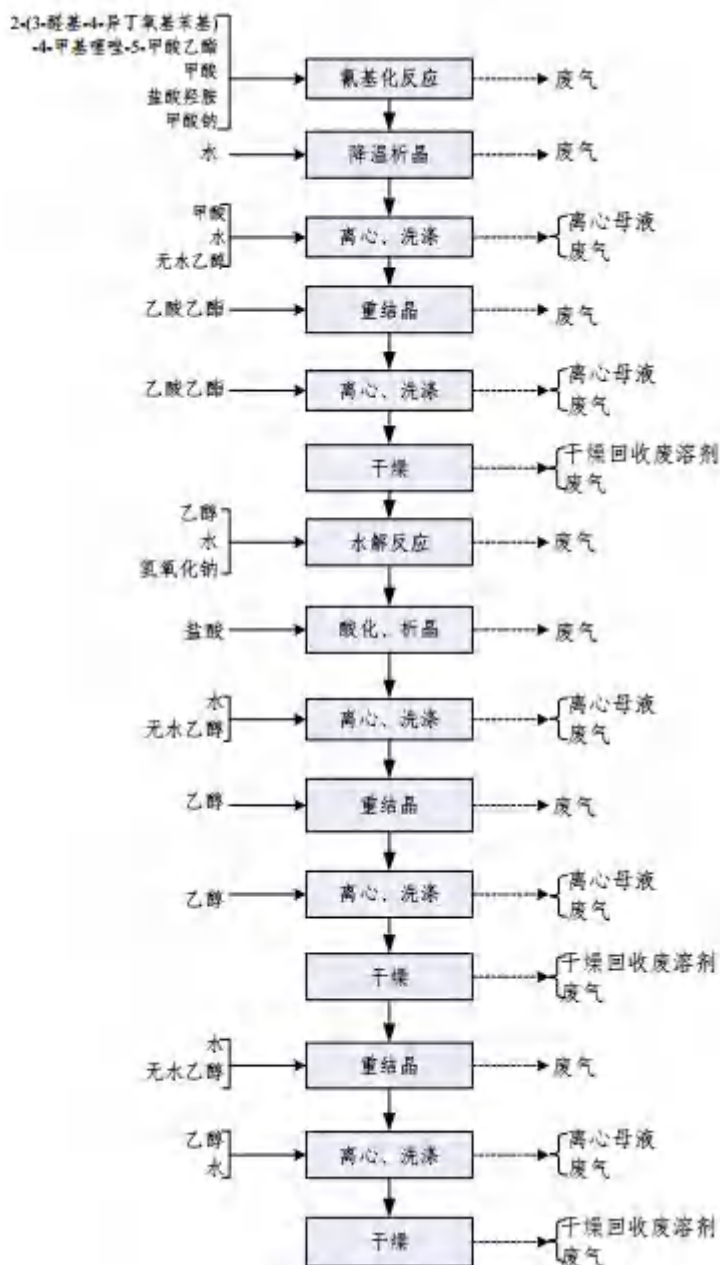 2-(3-醛基-4-异丁氧基苯基)
-4-甲基噻唑-5-甲酸乙酯
甲酸
盐酸羟胺
甲酸钠
氰基化反应
废气
水
降温析晶
废气
甲酸
水
无水乙醇
离心、洗涤
离心母液
废气
乙酸乙酯
重结晶
废气
乙酸乙酯
离心、洗涤
离心母液
废气
干燥
干燥回收废溶剂
废气
乙醇
水
氢氧化钠
水解反应
废气
盐酸
酸化、析晶
废气
水
无水乙醇
离心、洗涤
离心母液
废气
乙醇
重结晶
废气
乙醇
离心、洗涤
离心母液
废气
干燥
干燥回收废溶剂
废气
水
无水乙醇
重结晶
废气
乙醇
水
离心、洗涤
离心母液
废气
干燥
干燥回收废溶剂
废气